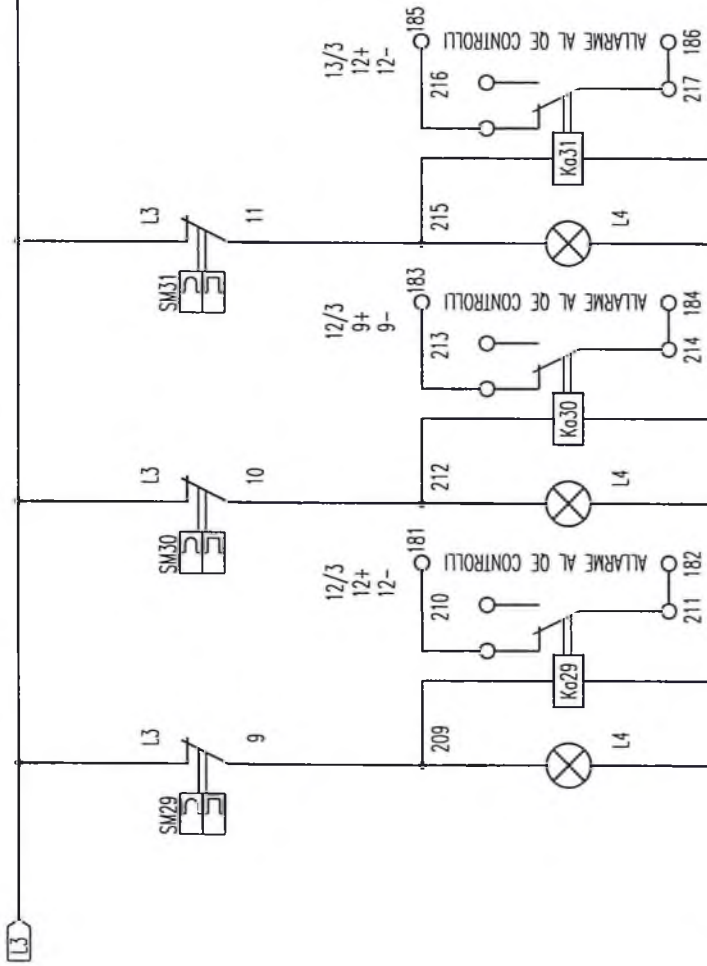 L3
SM29
L3
9
12/3
12+
12-
181
210
209
ALLARME AL QE CONTROLLI
182
211
Ka29
L4
SM30
L3
10
12/3
9+
9-
183
213
212
ALLARME AL QE CONTROLLI
184
214
Ka30
L4
SM31
L3
11
13/3
12+
12-
185
216
215
ALLARME AL QE CONTROLLI
186
217
Ka31
L4